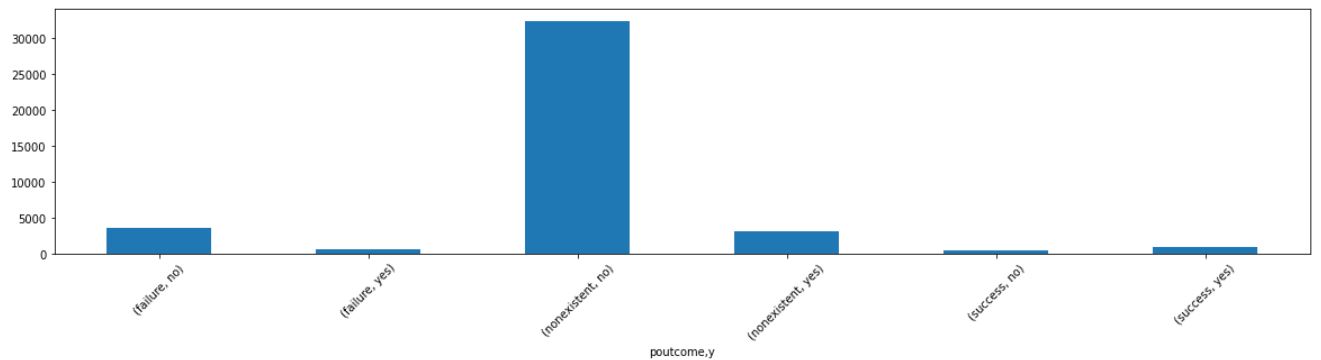 30000
25000
20000
15000
10000
5000
0
(failure, no)
(failure, yes)
(nonexistent, no)
(nonexistent, yes)
(success, no)
(success, yes)
poutcome,y